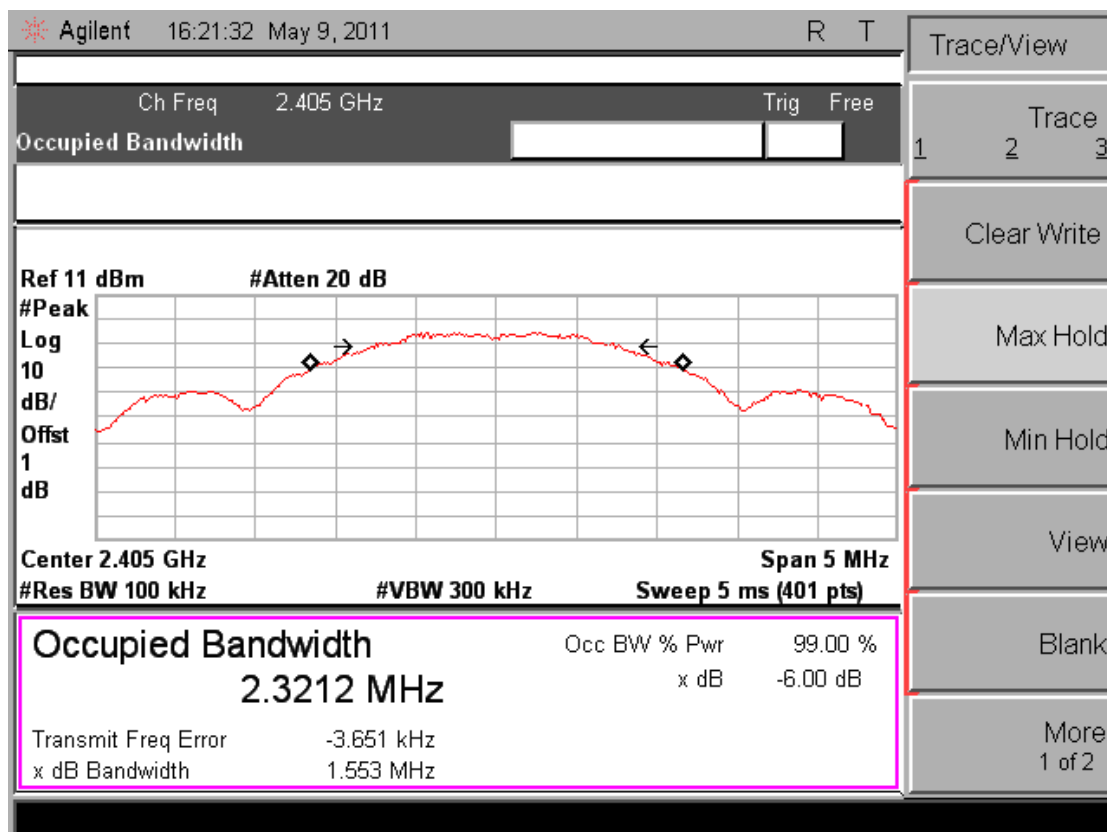 Agilent 16:21:32 May 9, 2011 R T
Trace/View
Ch Freq 2.405 GHz Trig Free
Occupied Bandwidth
Trace
1 2 3
Clear Write
Ref 11 dBm #Atten 20 dB
#Peak
Log
10
dB/
Offst
1
dB
Max Hold
Min Hold
Center 2.405 GHz Span 5 MHz
#Res BW 100 kHz #VBW 300 kHz Sweep 5 ms (401 pts)
View
Occupied Bandwidth Occ BW % Pwr 99.00 %
2.3212 MHz x dB -6.00 dB
Transmit Freq Error -3.651 kHz
x dB Bandwidth 1.553 MHz
Blank
More
1 of 2